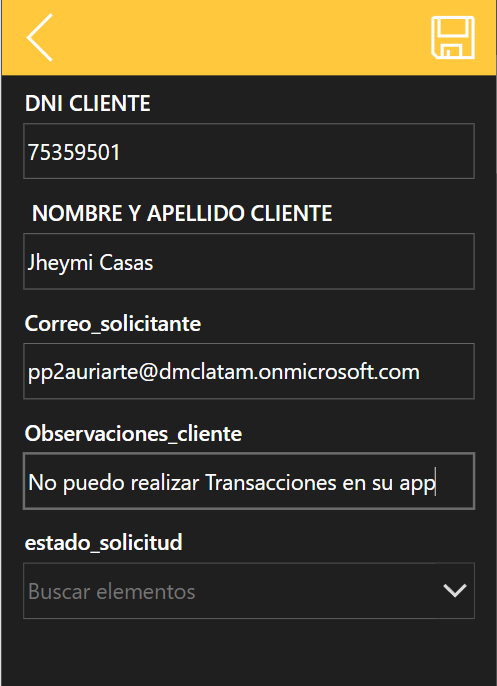 DNI CLIENTE
75359501
NOMBRE Y APELLIDO CLIENTE
Jheymi Casas
Correo_solicitante
pp2auriarte@dmclatam.onmicrosoft.com
Observaciones_cliente
No puedo realizar Transacciones en su app
estado_solicitud
Buscar elementos